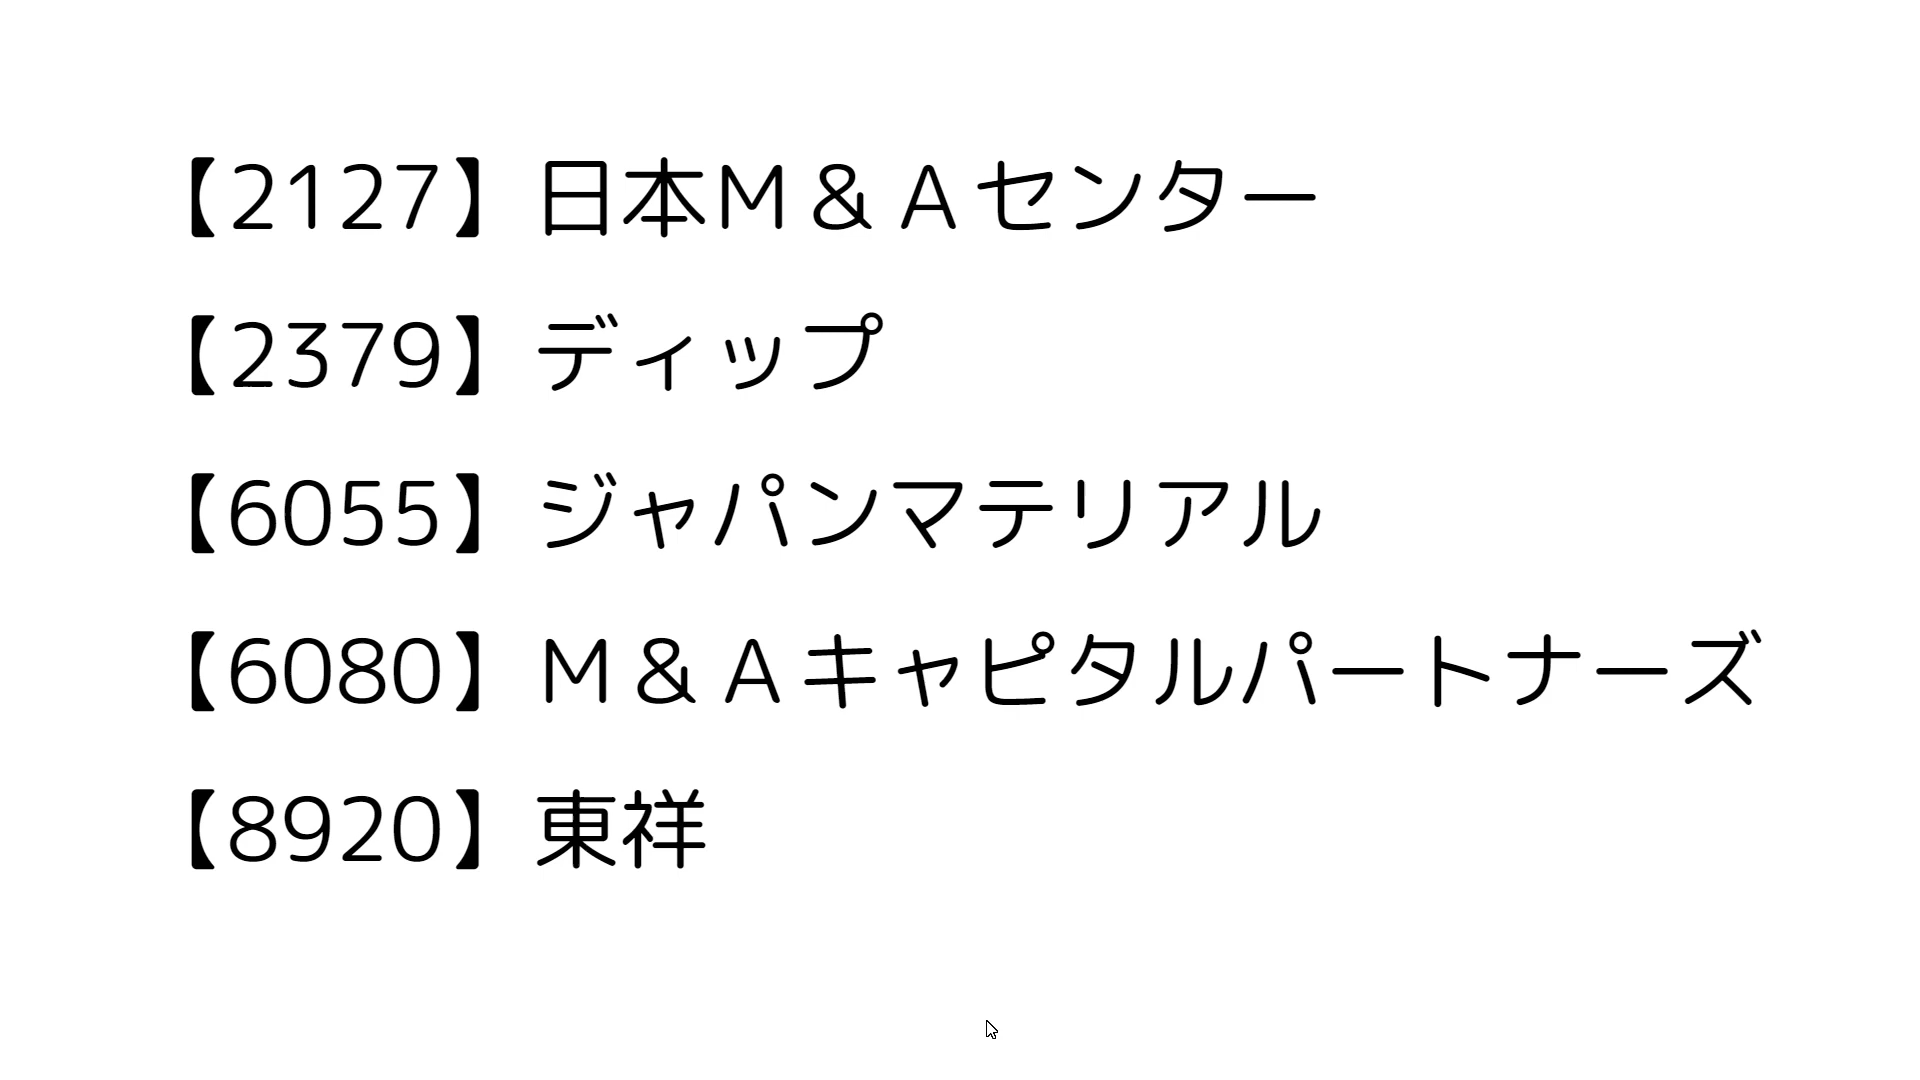 【2127】日本Ｍ＆Ａセンター
【2379】ディップ
【6055】ジャパンマテリアル
【6080】Ｍ＆Ａキャピタルパートナーズ
【8920】東祥